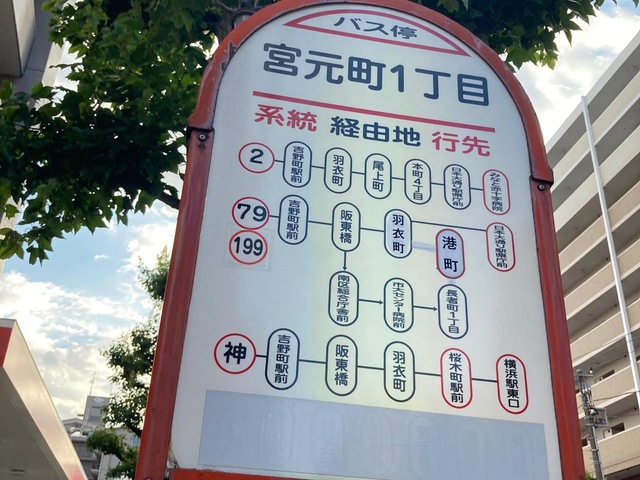 バス停
宮元町1丁目
系統 経由地 行先
2 吉野町駅前 羽衣町 尾上町 本町4丁目 日本大通り駅県庁前 みなと赤十字病院
79 吉野町駅前 阪東橋 羽衣町 港町 日本大通り駅県庁前
199
南区総合庁舎前 市大センター病院前 長者町1丁目
神 吉野町駅前 阪東橋 羽衣町 桜木町駅前 横浜駅東口